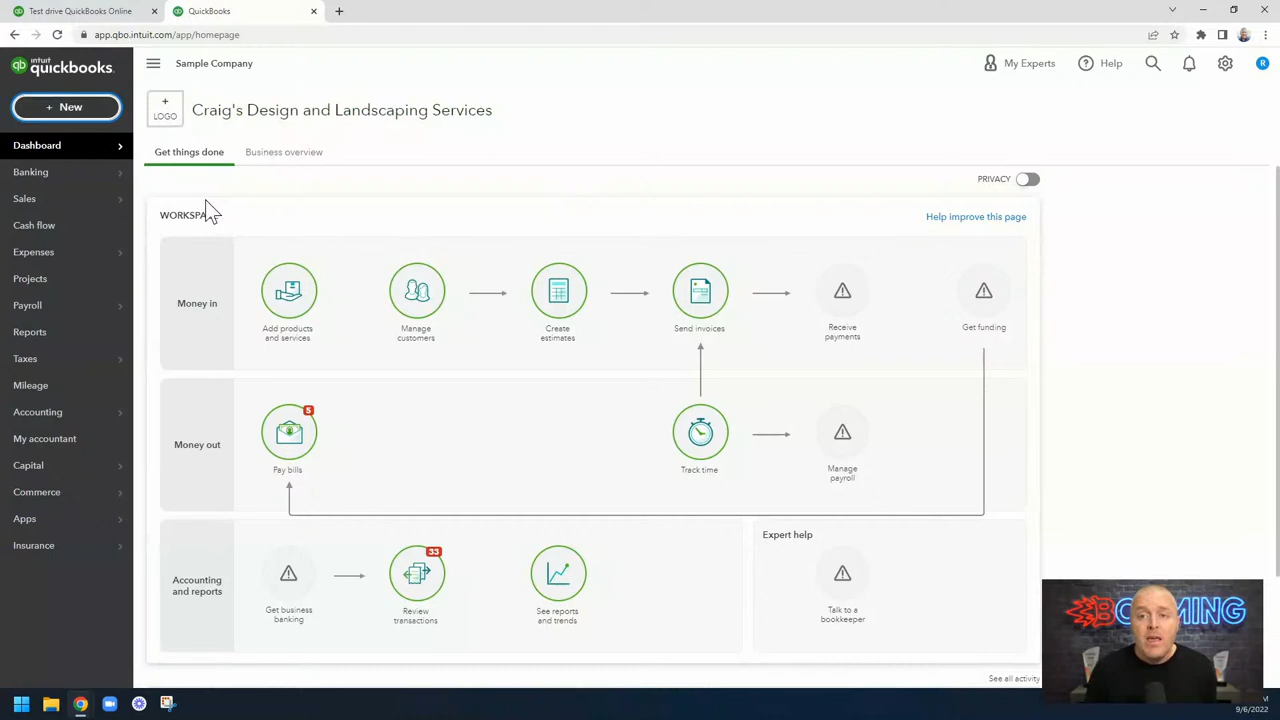 Test drive QuickBooks Online
QuickBooks
app.qbo.intuit.com/app/homepage
intuit
quickbooks.
Sample Company
My Experts
Help
R
+ New
+
LOGO
Craig's Design and Landscaping Services
Dashboard
Banking
Sales
Cash flow
Expenses
Projects
Payroll
Reports
Taxes
Mileage
Accounting
My accountant
Capital
Commerce
Apps
Insurance
Get things done
Business overview
PRIVACY
Help improve this page
Money in
Add products
and services
Manage
customers
Create
estimates
Send invoices
Receive
payments
Get funding
Money out
5
Pay bills
Track time
Manage
payroll
Accounting
and reports
Get business
banking
33
Review
transactions
See reports
and trends
Expert help
Talk to a
bookkeeper
See all activity
BOOMING
9/6/2022